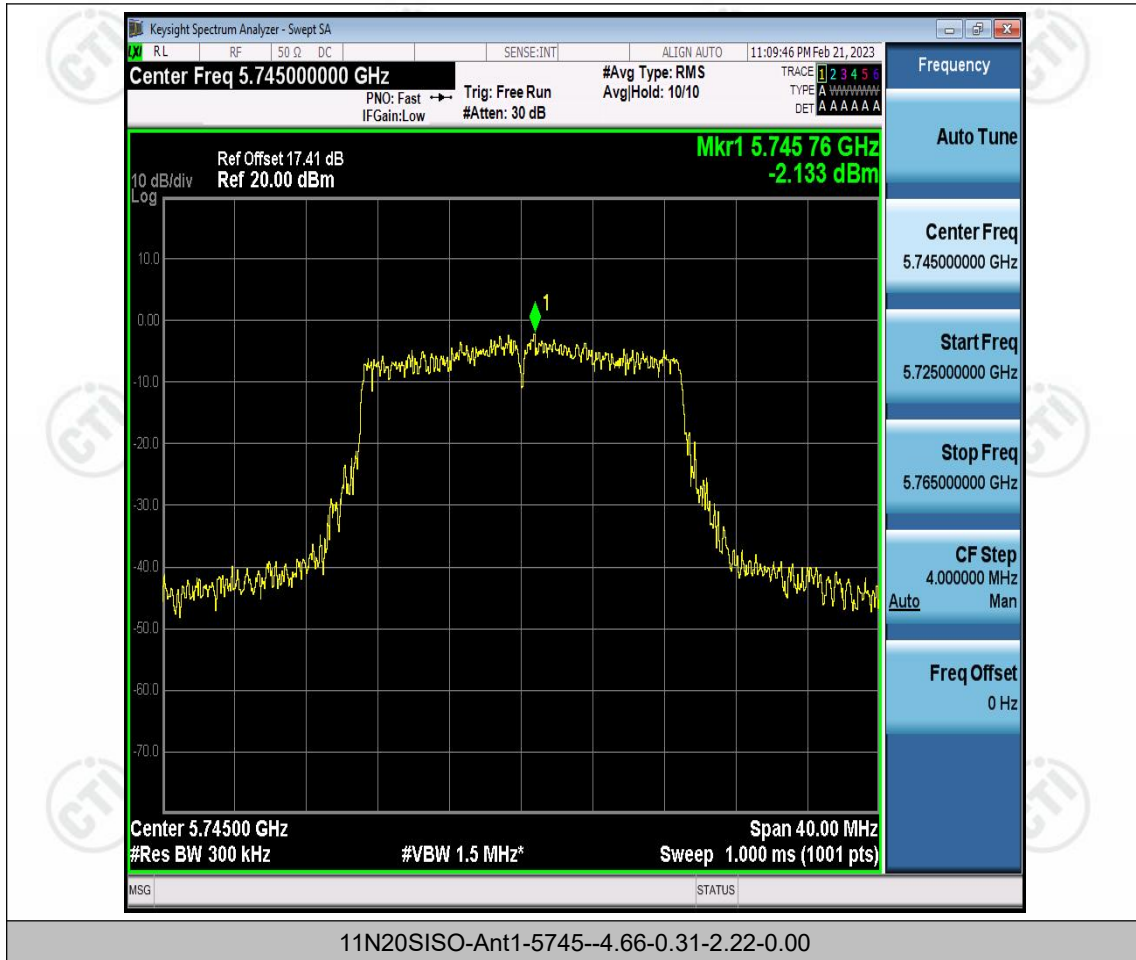 Keysight Spectrum Analyzer - Swept SA
LXI RL RF 50 Ω DC SENSE:INT ALIGN AUTO 11:09:46 PM Feb 21, 2023
Center Freq 5.745000000 GHz
PNO: Fast
IFGain:Low
Trig: Free Run
#Atten: 30 dB
#Avg Type: RMS
Avg|Hold: 10/10
TRACE 1 2 3 4 5 6
TYPE A WWWWW
DET A A A A A A
Mkr1 5.745 76 GHz
-2.133 dBm
Ref Offset 17.41 dB
10 dB/div Ref 20.00 dBm
Log
1
10.0
0.00
-10.0
-20.0
-30.0
-40.0
-50.0
-60.0
-70.0
Center 5.74500 GHz Span 40.00 MHz
#Res BW 300 kHz #VBW 1.5 MHz* Sweep 1.000 ms (1001 pts)
MSG STATUS
Frequency
Auto Tune
Center Freq
5.745000000 GHz
Start Freq
5.725000000 GHz
Stop Freq
5.765000000 GHz
CF Step
4.000000 MHz
Auto Man
Freq Offset
0 Hz
CTI
CTI
CTI
CTI
CTI
CTI
11N20SISO-Ant1-5745--4.66-0.31-2.22-0.00